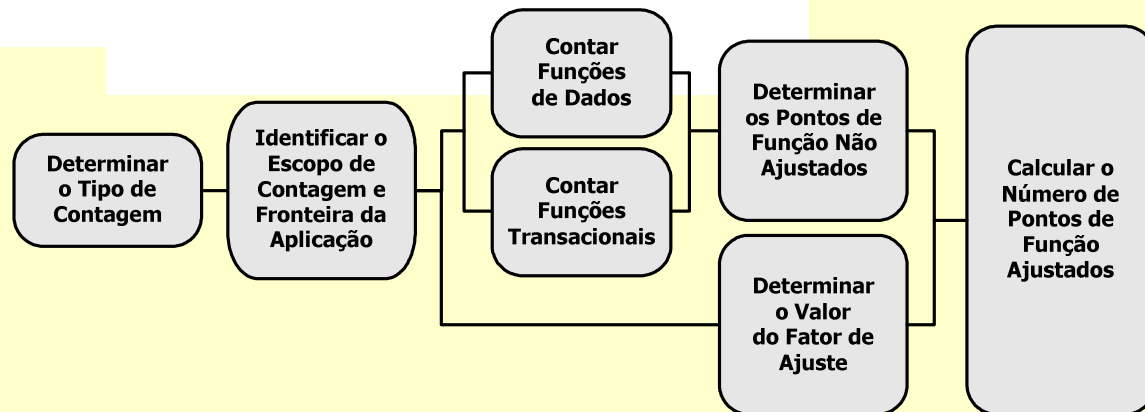 Determinar
o Tipo de
Contagem
Identificar o
Escopo de
Contagem e
Fronteira da
Aplicação
Contar
Funções
de Dados
Contar
Funções
Transacionais
Determinar
os Pontos de
Função Não
Ajustados
Determinar
o Valor
do Fator de
Ajuste
Calcular o
Número de
Pontos de
Função
Ajustados